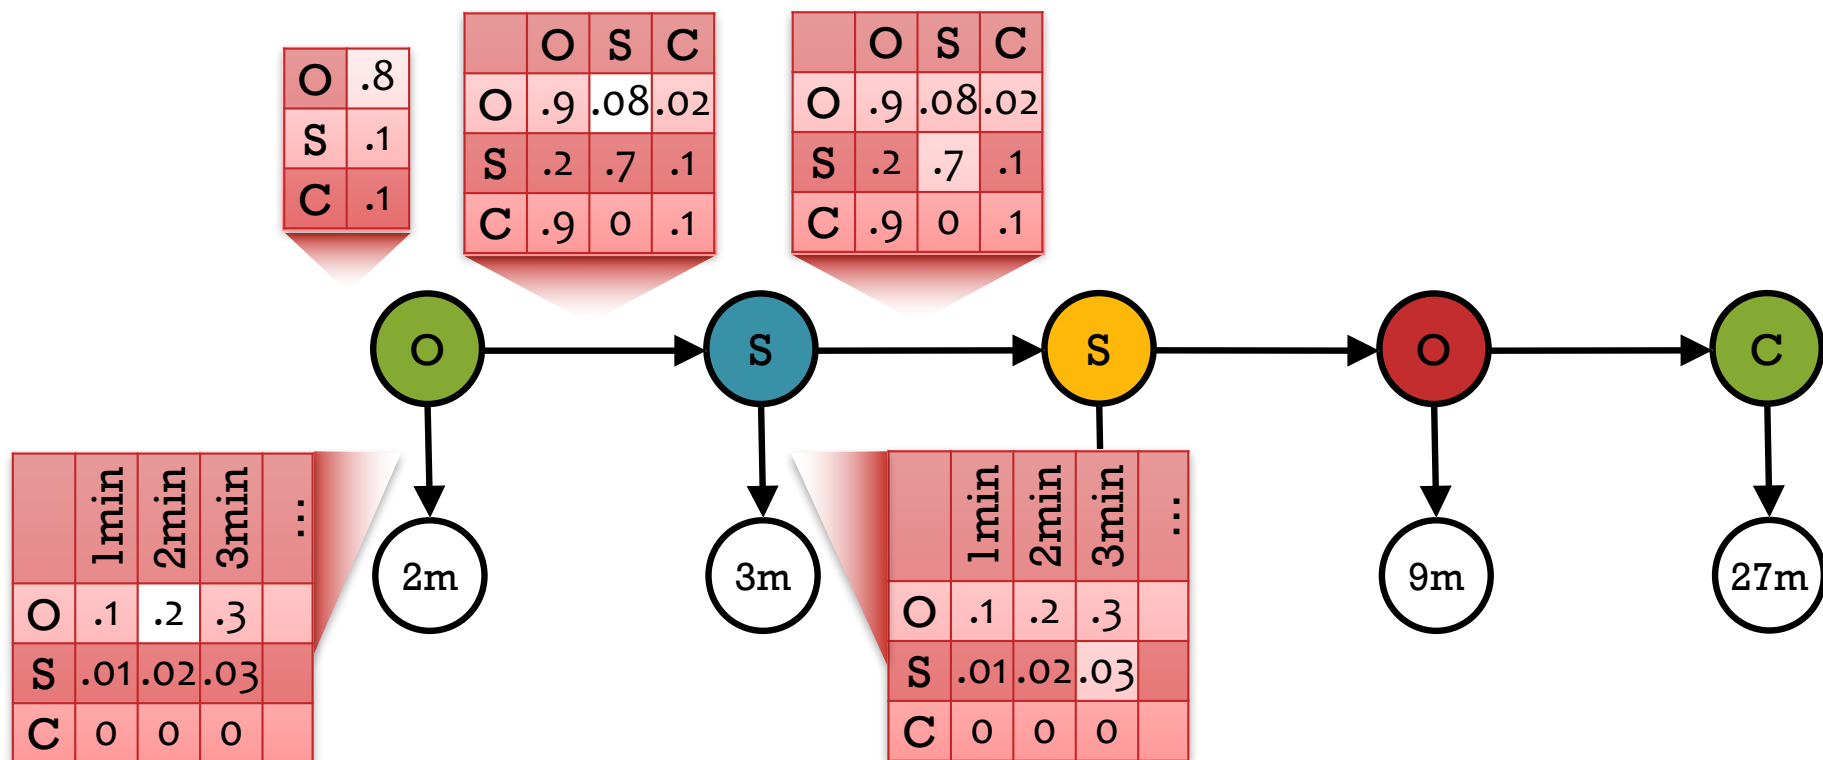 O .8
S .1
C .1
O S C
O .9 .08 .02
S .2 .7 .1
C .9 0 .1
O S C
O .9 .08 .02
S .2 .7 .1
C .9 0 .1
O S S O C
1min 2min 3min ...
O .1 .2 .3
S .01 .02 .03
C 0 0 0
2m 3m
1min 2min 3min ...
O .1 .2 .3
S .01 .02 .03
C 0 0 0
9m 27m